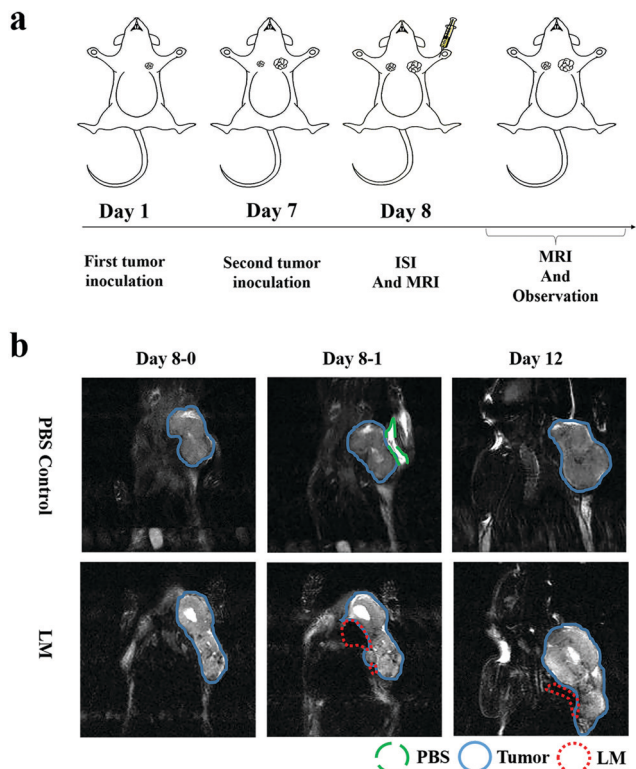 a
Day 1
Day 7
Day 8
First tumor
inoculation
Second tumor
inoculation
ISI
And MRI
MRI
And
Observation
b
Day 8-0
Day 8-1
Day 12
PBS Control
LM
PBS
Tumor
LM